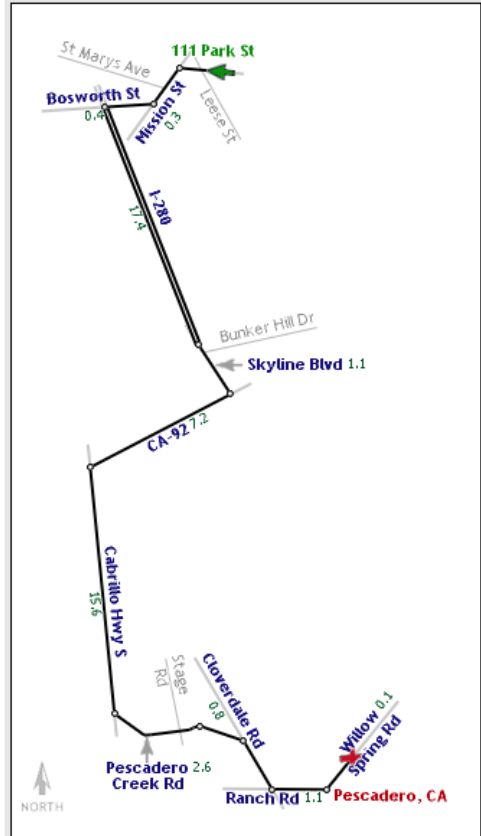 111 Park St
St Marys Ave
Leese St
Bosworth St
0.4
Mission St
0.3
I-280
17.4
Bunker Hill Dr
Skyline Blvd 1.1
CA-92 7.2
Cabrillo Hwy S
15.6
Stage
Rd
Cloverdale Rd
0.8
Pescadero 2.6
Creek Rd
Willow 0.1
Spring Rd
Ranch Rd 1.1
Pescadero, CA
NORTH